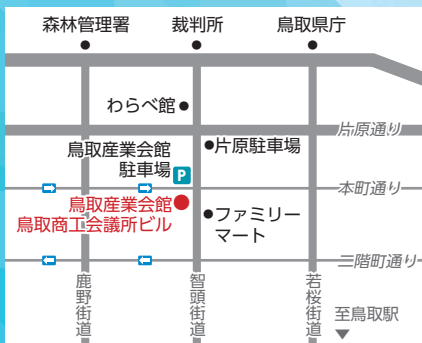 森林管理署
裁判所
鳥取県庁
わらべ館
片原通り
鳥取産業会館
駐車場
P
片原駐車場
本町通り
鳥取産業会館
鳥取商工会議所ビル
ファミリー
マート
二階町通り
鹿野街道
智頭街道
若桜街道
至鳥取駅